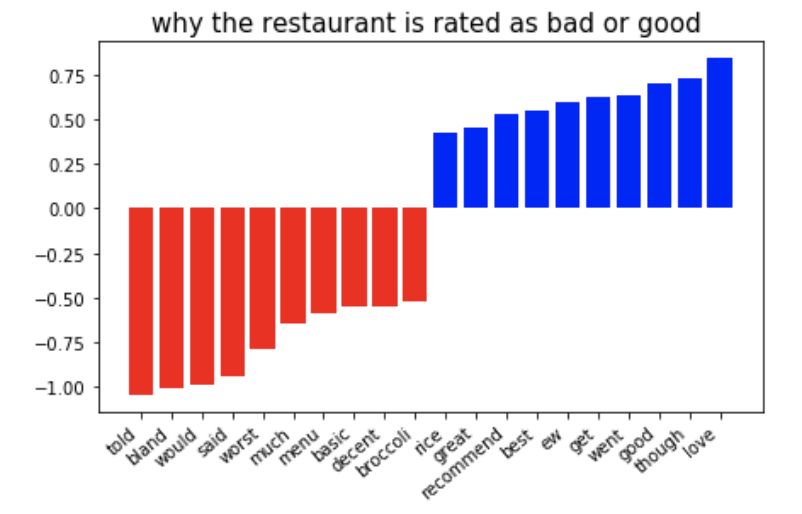 why the restaurant is rated as bad or good
0.75
0.50
0.25
0.00
−0.25
−0.50
−0.75
−1.00
told
bland
would
said
worst
much
menu
basic
decent
broccoli
rice
great
recommend
best
ew
get
went
good
though
love